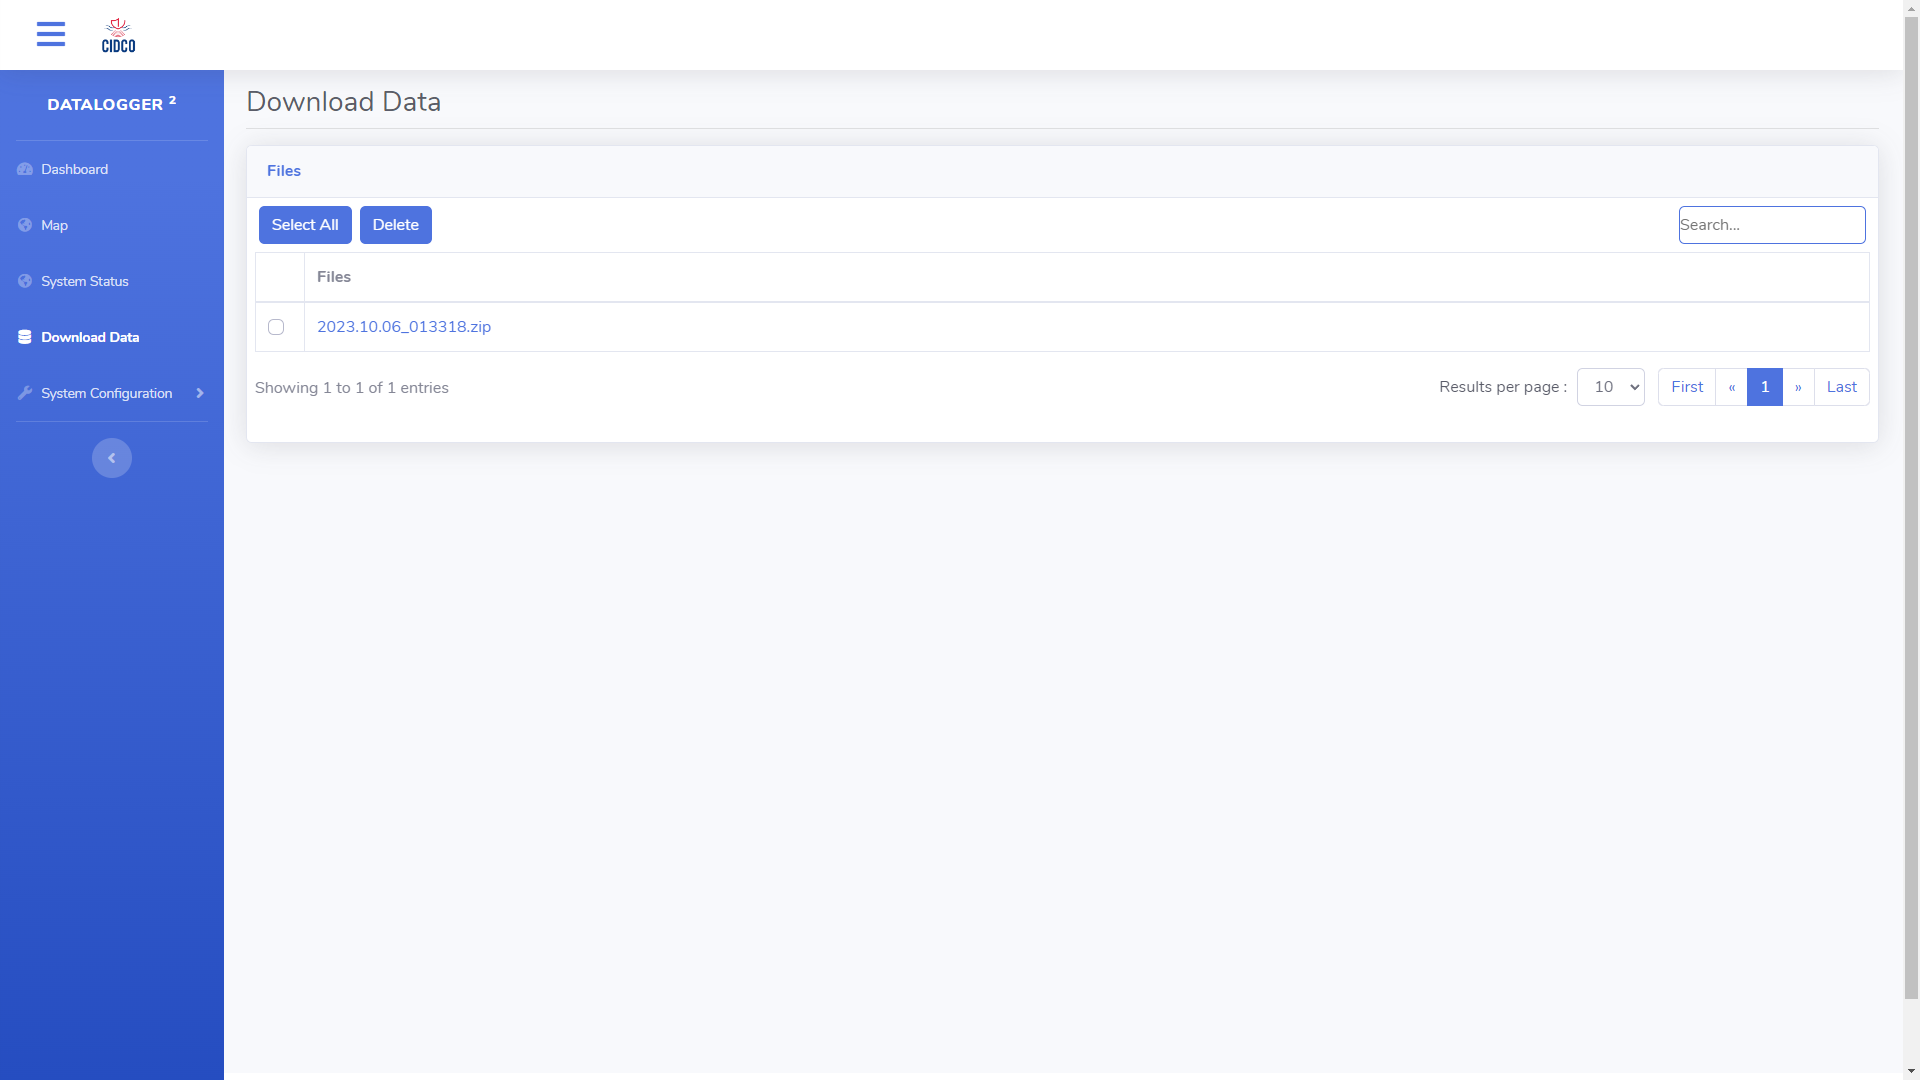 CIDCO
DATALOGGER 2
Download Data
Dashboard
Map
System Status
Download Data
System Configuration
Files
Select All Delete Search...
Files
2023.10.06_013318.zip
Showing 1 to 1 of 1 entries Results per page : 10 First « 1 » Last